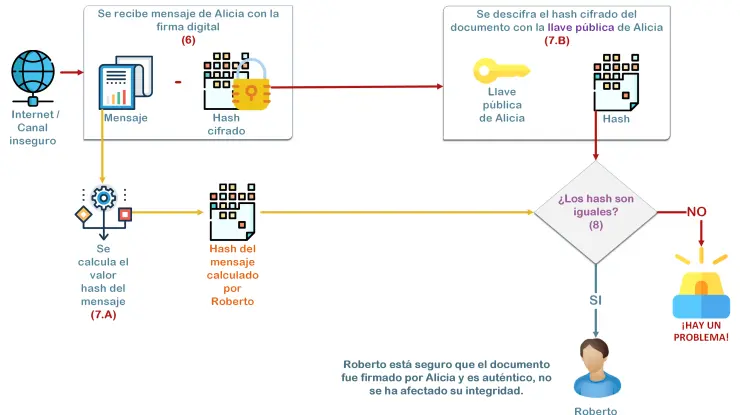 Se recibe mensaje de Alicia con la
firma digital
(6)
Se descifra el hash cifrado del
documento con la llave pública de Alicia
(7.B)
Internet /
Canal
inseguro
Mensaje
-
Hash
cifrado
Llave
pública
de Alicia
Hash
¿Los hash son
iguales?
(8)
NO
Se
calcula el
valor
hash del
mensaje
(7.A)
Hash del
mensaje
calculado
por
Roberto
SI
¡HAY UN
PROBLEMA!
Roberto está seguro que el documento
fue firmado por Alicia y es auténtico, no
se ha afectado su integridad.
Roberto